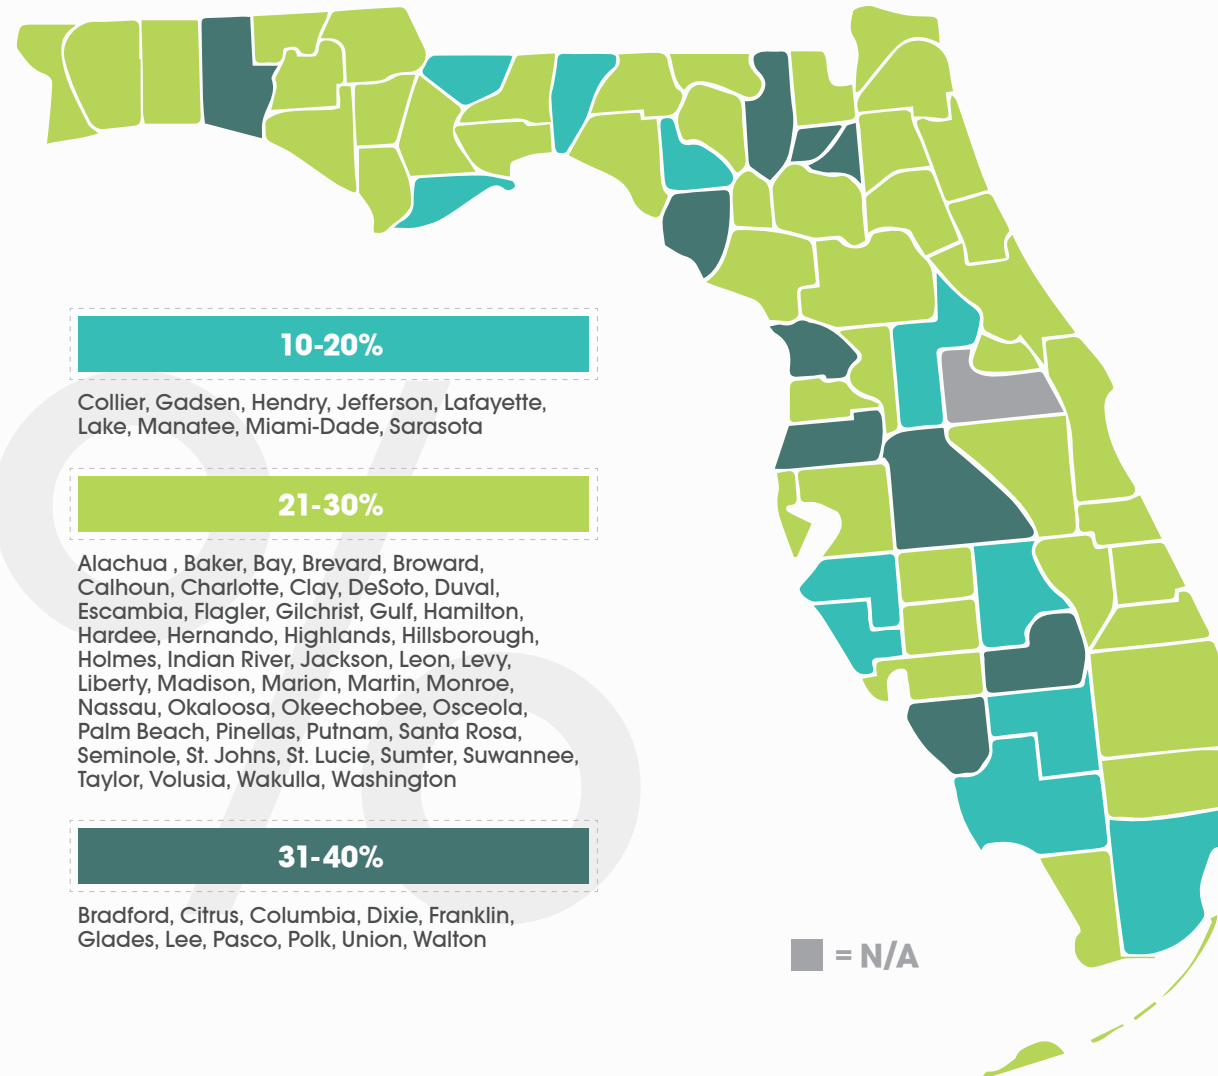 10-20%
Collier, Gadsen, Hendry, Jefferson, Lafayette,
Lake, Manatee, Miami-Dade, Sarasota
21-30%
Alachua , Baker, Bay, Brevard, Broward,
Calhoun, Charlotte, Clay, DeSoto, Duval,
Escambia, Flagler, Gilchrist, Gulf, Hamilton,
Hardee, Hernando, Highlands, Hillsborough,
Holmes, Indian River, Jackson, Leon, Levy,
Liberty, Madison, Marion, Martin, Monroe,
Nassau, Okaloosa, Okeechobee, Osceola,
Palm Beach, Pinellas, Putnam, Santa Rosa,
Seminole, St. Johns, St. Lucie, Sumter, Suwannee,
Taylor, Volusia, Wakulla, Washington
31-40%
Bradford, Citrus, Columbia, Dixie, Franklin,
Glades, Lee, Pasco, Polk, Union, Walton
= N/A
%